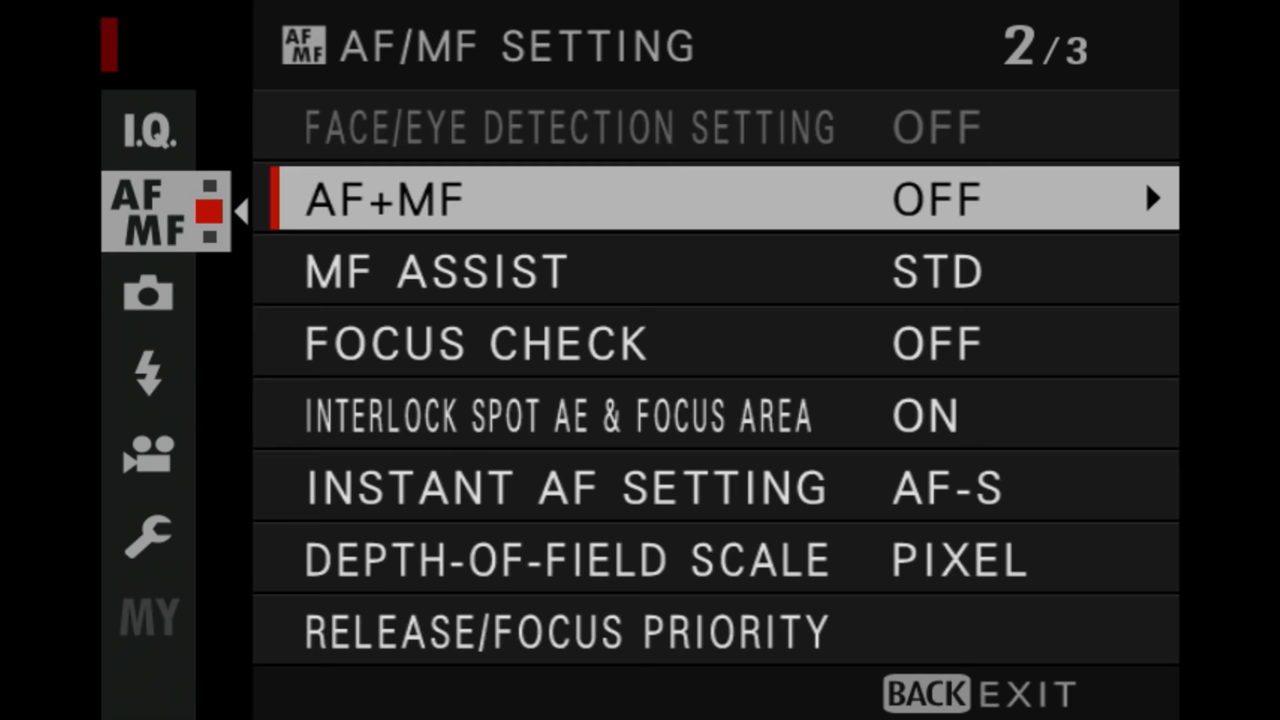 AF MF AF/MF SETTING 2/3
I.Q.
AF MF
MY
FACE/EYE DETECTION SETTING OFF
AF+MF OFF
MF ASSIST STD
FOCUS CHECK OFF
INTERLOCK SPOT AE & FOCUS AREA ON
INSTANT AF SETTING AF-S
DEPTH-OF-FIELD SCALE PIXEL
RELEASE/FOCUS PRIORITY
BACK EXIT